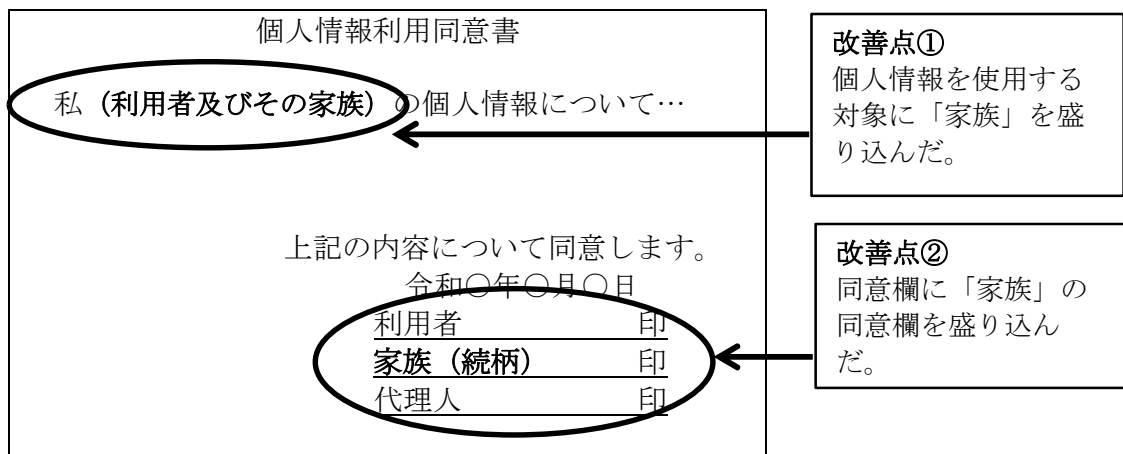 個人情報利用同意書
私（利用者及びその家族）の個人情報について…
上記の内容について同意します。
令和○年○月○日
利用者 印
家族（続柄） 印
代理人 印
改善点①
個人情報を使用する
対象に「家族」を盛
り込んだ。
改善点②
同意欄に「家族」の
同意欄を盛り込ん
だ。